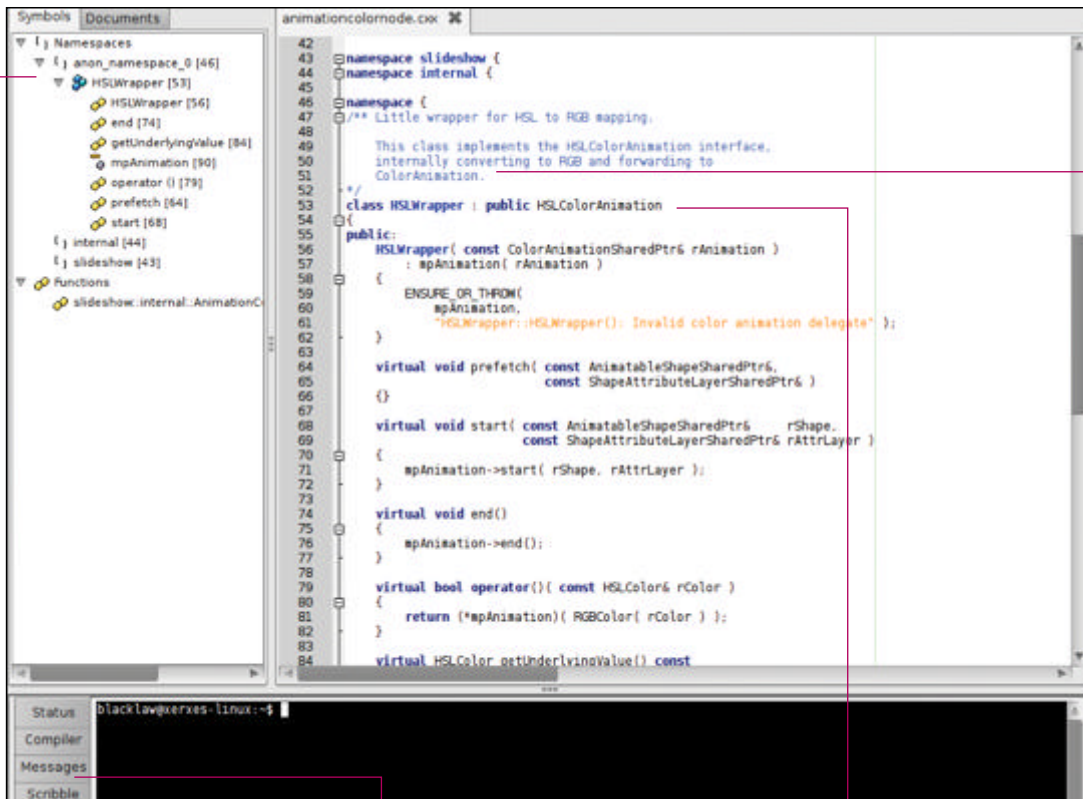 Symbols Documents
Namespaces
anon_namespace_0 [46]
HSLWrapper [53]
HSLWrapper [56]
end [74]
getUnderlyingValue [84]
mpAnimation [90]
operator () [79]
prefetch [64]
start [68]
internal [44]
slideshow [43]
Functions
slideshow::internal::AnimationC
animationcolornode.cxx
42
43 namespace slideshow {
44 namespace internal {
45
46 namespace {
47 /** Little wrapper for HSL to RGB mapping.
48
49 This class implements the HSLColorAnimation interface,
50 internally converting to RGB and forwarding to
51 ColorAnimation.
52 */
53 class HSLWrapper : public HSLColorAnimation
54 {
55 public:
56 HSLWrapper( const ColorAnimationSharedPtr& rAnimation )
57 : mpAnimation( rAnimation )
58 {
59 ENSURE_OR_THROW(
60 mpAnimation,
61 "HSLWrapper::HSLWrapper(): Invalid color animation delegate" );
62 }
63
64 virtual void prefetch( const AnimatableShapeSharedPtr&,
65 const ShapeAttributeLayerSharedPtr& )
66 {}
67
68 virtual void start( const AnimatableShapeSharedPtr& rShape,
69 const ShapeAttributeLayerSharedPtr& rAttrLayer )
70 {
71 mpAnimation->start( rShape, rAttrLayer );
72 }
73
74 virtual void end()
75 {
76 mpAnimation->end();
77 }
78
79 virtual bool operator()( const HSLColor& rColor )
80 {
81 return (*mpAnimation)( RGBColor( rColor ) );
82 }
83
84 virtual HSLColor getUnderlyingValue() const
Status
Compiler
Messages
Scribble
blacklaw@xerxes-linux:~$